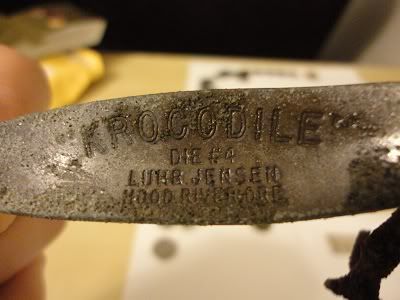 KROCODILE
DIE #4
LUHR JENSEN
HOOD RIVER, ORE.